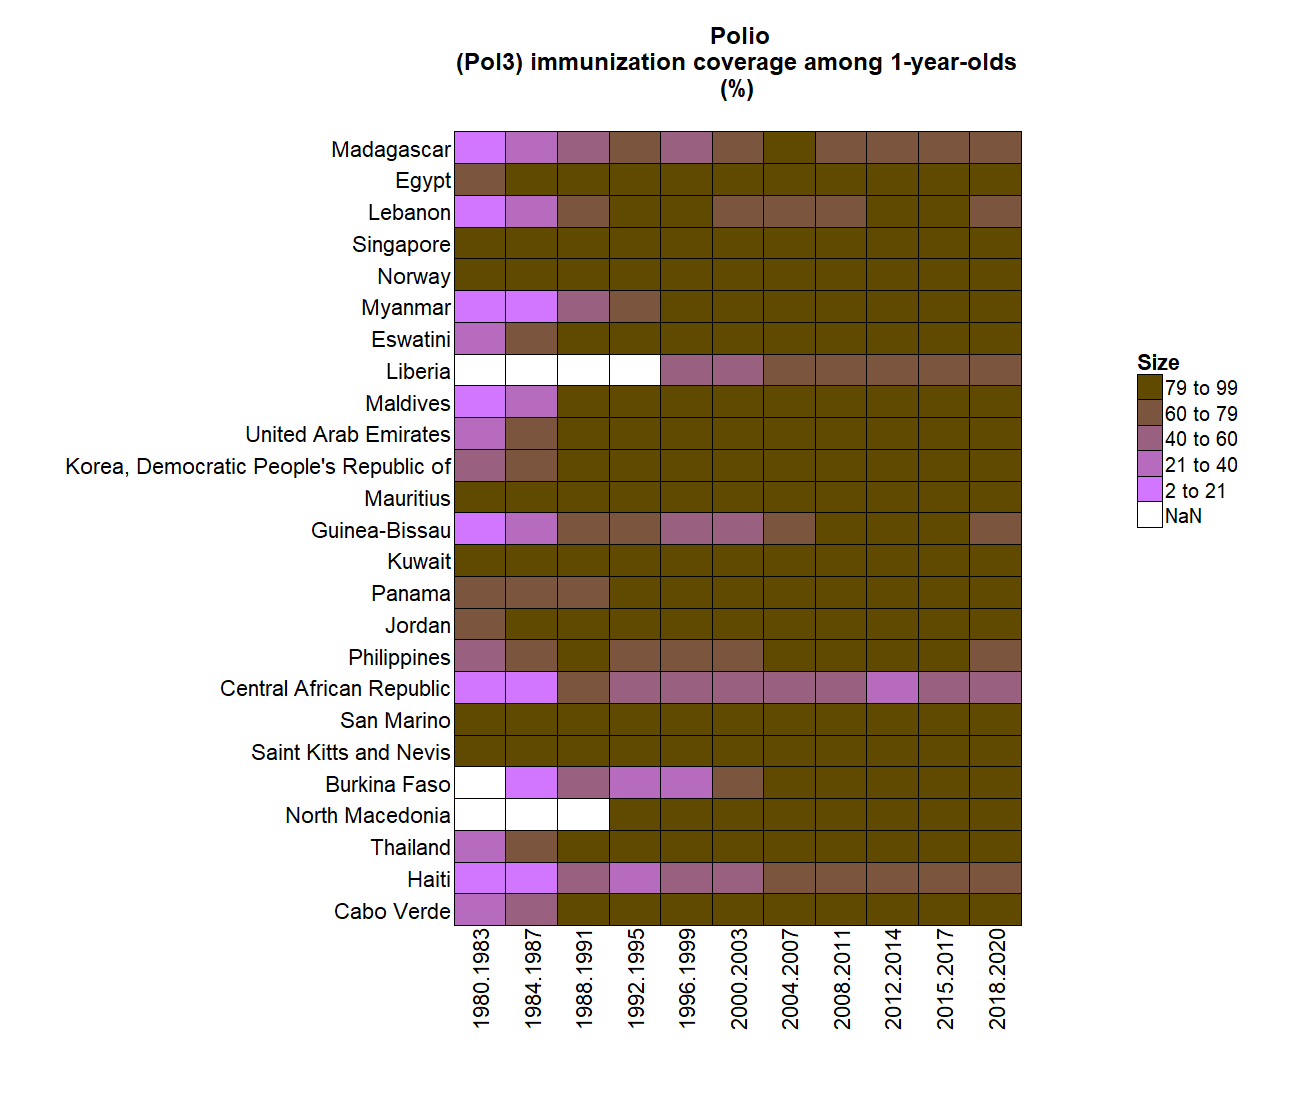 Polio
(Pol3) immunization coverage among 1-year-olds
(%)
Madagascar
Egypt
Lebanon
Singapore
Norway
Myanmar
Eswatini
Liberia
Maldives
United Arab Emirates
Korea, Democratic People's Republic of
Mauritius
Guinea-Bissau
Kuwait
Panama
Jordan
Philippines
Central African Republic
San Marino
Saint Kitts and Nevis
Burkina Faso
North Macedonia
Thailand
Haiti
Cabo Verde
1980.1983
1984.1987
1988.1991
1992.1995
1996.1999
2000.2003
2004.2007
2008.2011
2012.2014
2015.2017
2018.2020
Size
79 to 99
60 to 79
40 to 60
21 to 40
2 to 21
NaN